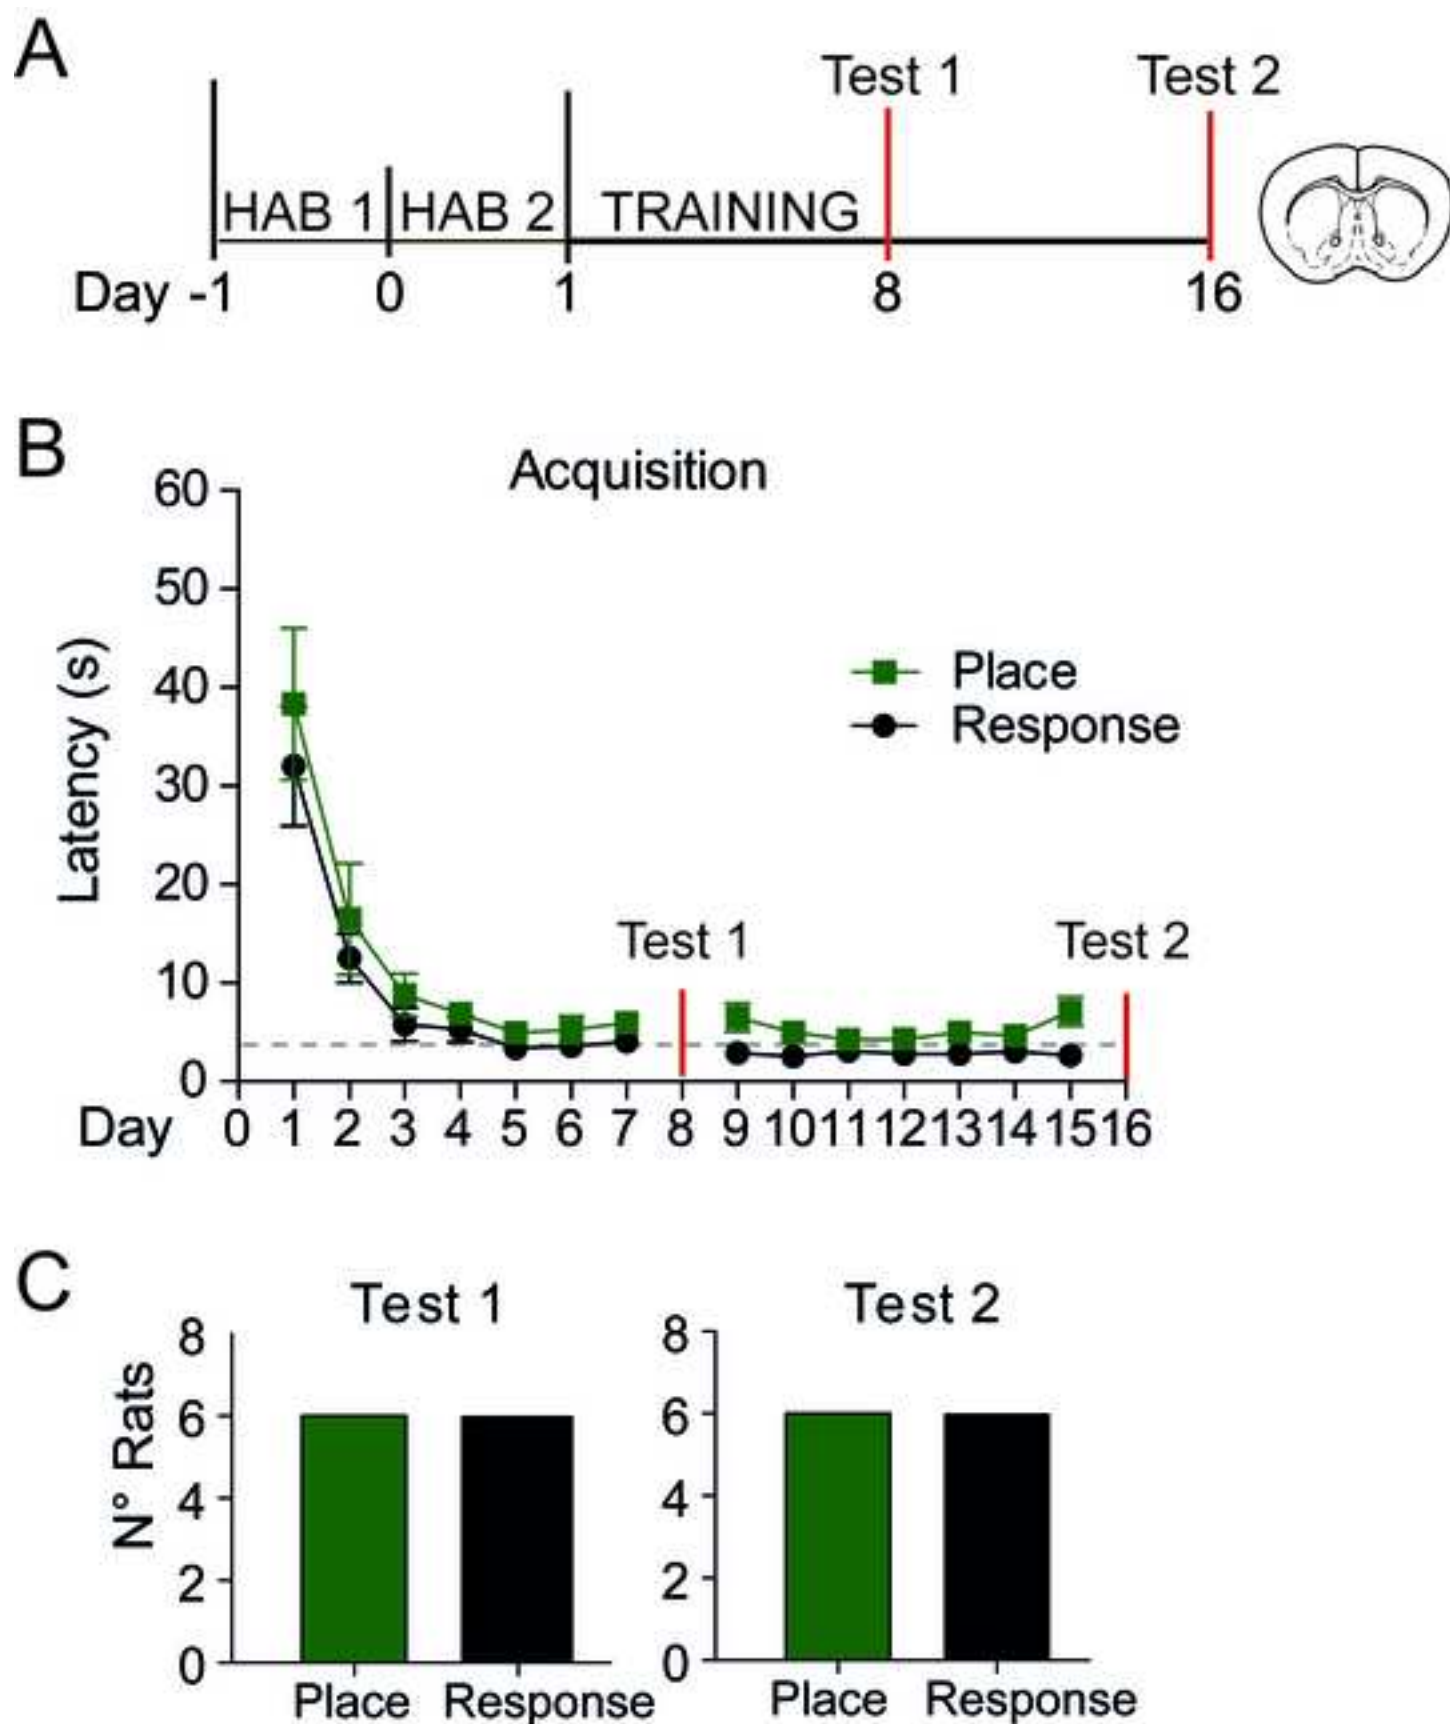 A
Test 1 Test 2
HAB 1 HAB 2 TRAINING
Day -1 0 1 8 16
B
Acquisition
60
50
40
30
20
10
0
Latency (s)
Place
Response
Test 1 Test 2
Day 0 1 2 3 4 5 6 7 8 9 10 11 12 13 14 15 16
C
Test 1
8
6
4
2
0
N° Rats
Place Response
Test 2
8
6
4
2
0
Place Response